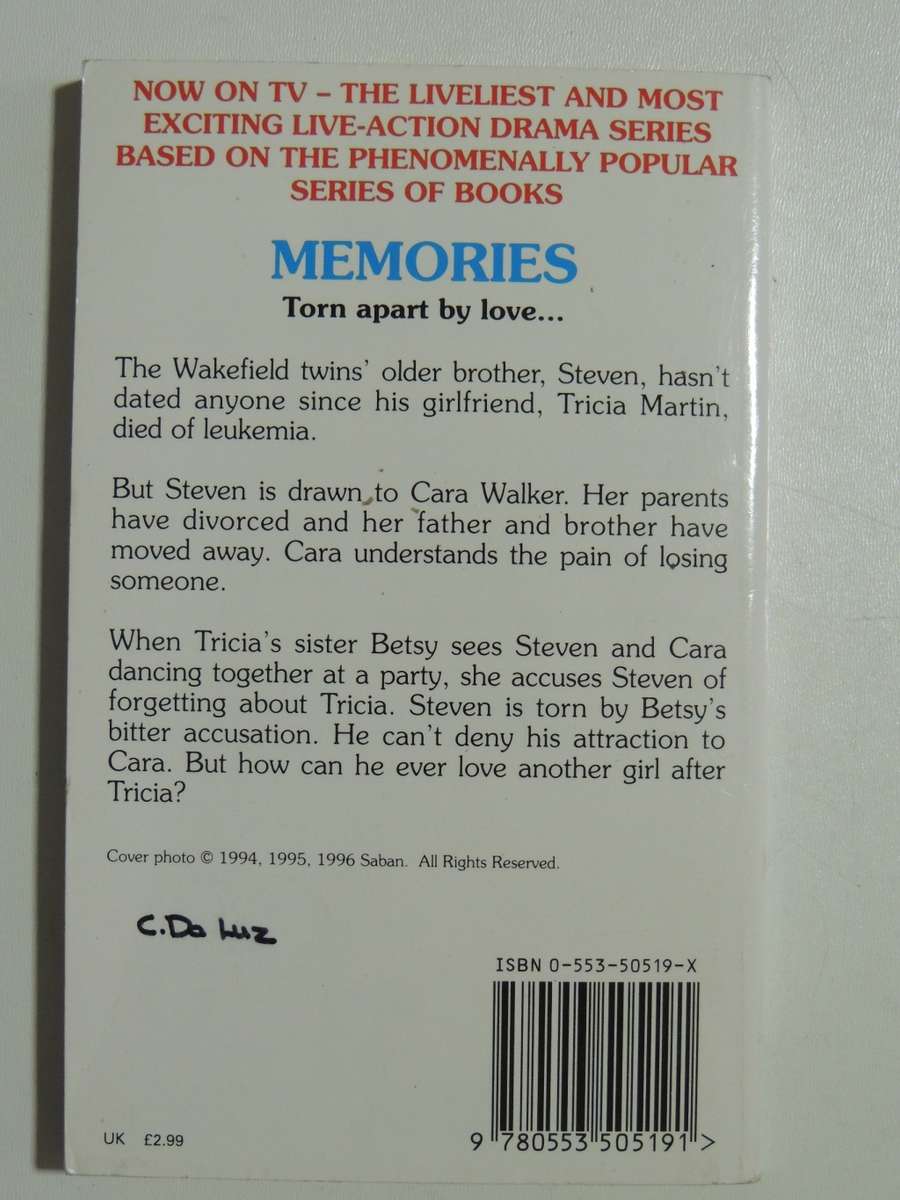 NOW ON TV – THE LIVELIEST AND MOST
EXCITING LIVE-ACTION DRAMA SERIES
BASED ON THE PHENOMENALLY POPULAR
SERIES OF BOOKS
MEMORIES
Torn apart by love...
The Wakefield twins' older brother, Steven, hasn't
dated anyone since his girlfriend, Tricia Martin,
died of leukemia.
But Steven is drawn to Cara Walker. Her parents
have divorced and her father and brother have
moved away. Cara understands the pain of losing
someone.
When Tricia's sister Betsy sees Steven and Cara
dancing together at a party, she accuses Steven of
forgetting about Tricia. Steven is torn by Betsy's
bitter accusation. He can't deny his attraction to
Cara. But how can he ever love another girl after
Tricia?
Cover photo © 1994, 1995, 1996 Saban. All Rights Reserved.
C. Da Luz
ISBN 0-553-50519-X
9 780553 505191 >
UK £2.99